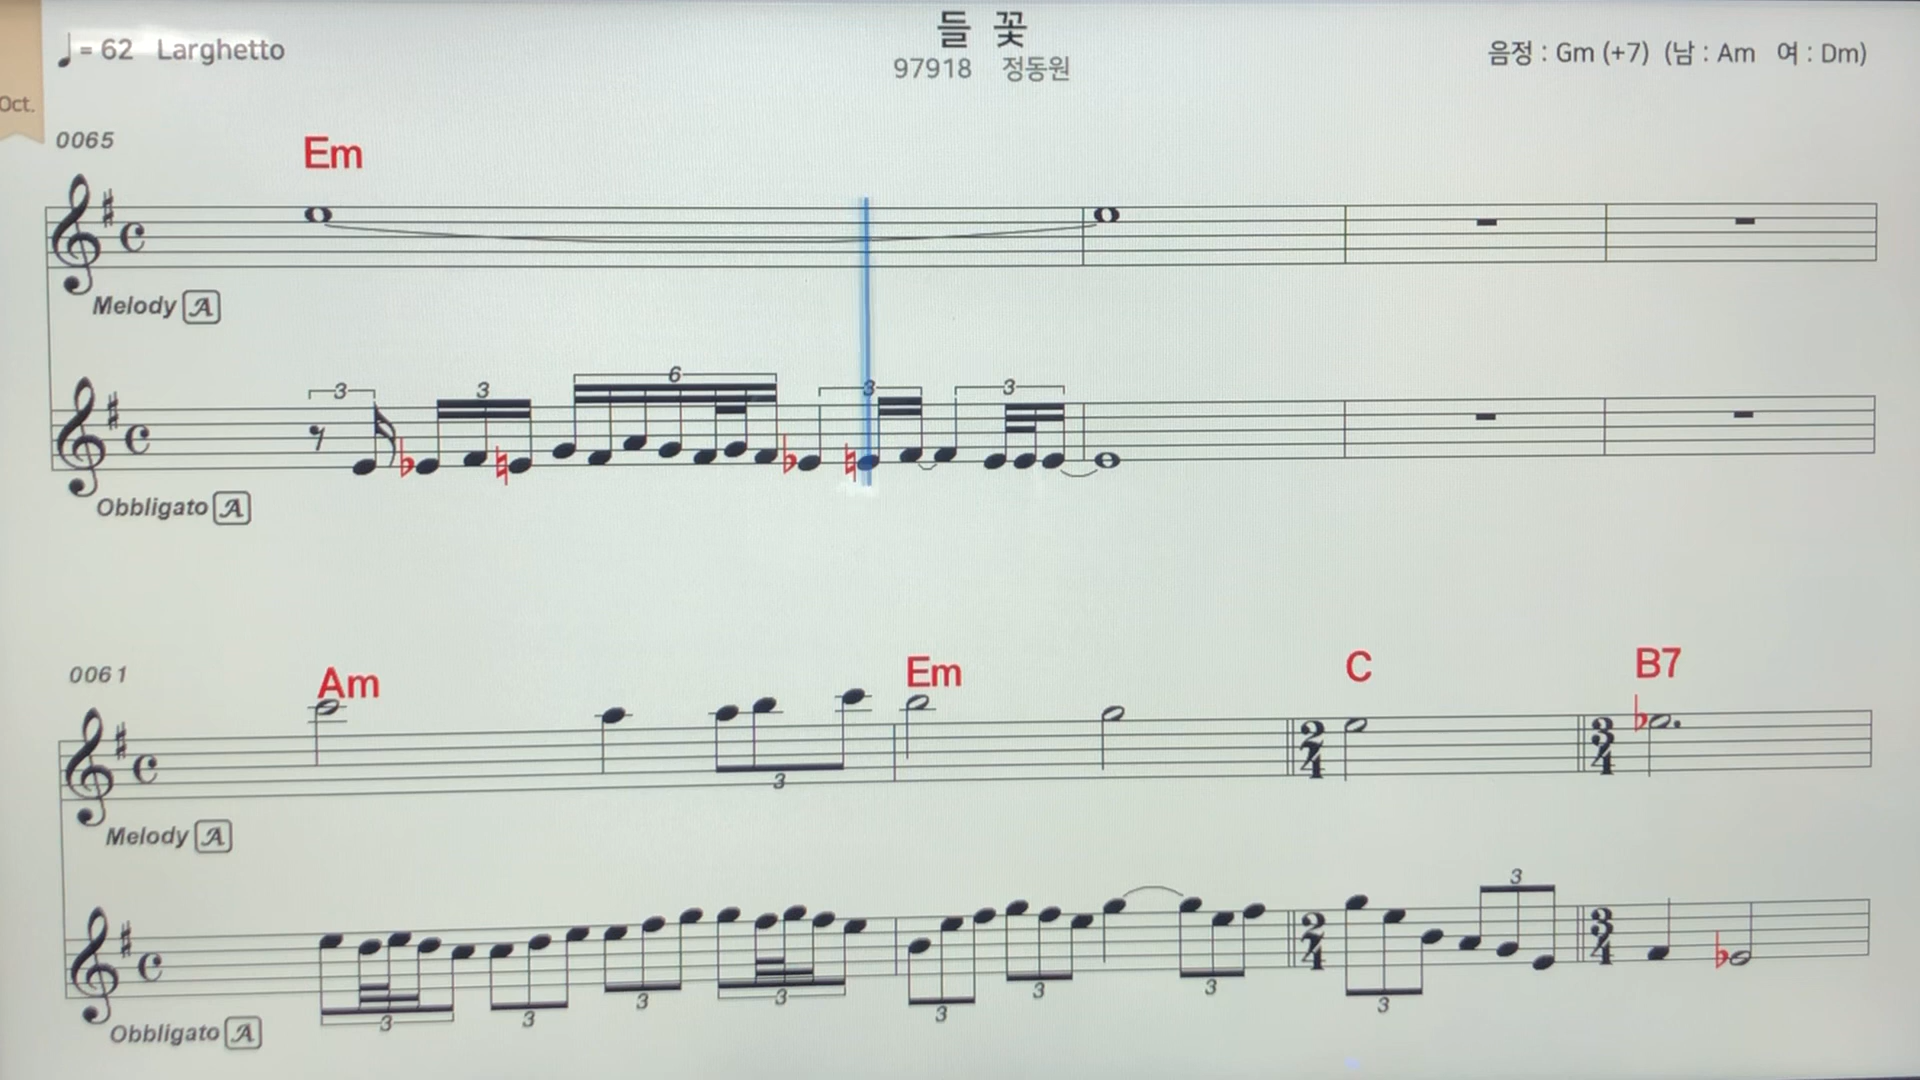 들 꽃
♩= 62 Larghetto
97918 정동원
음정 : Gm (+7) (남 : Am 여 : Dm)
Oct.
0065
Em
Melody A
3 3 6 3 3
Obbligato A
0061
Am Em C B7
2/4 3/4
3
Melody A
3
2/4 3/4
3 3 3 3 3 3 3 3
Obbligato A